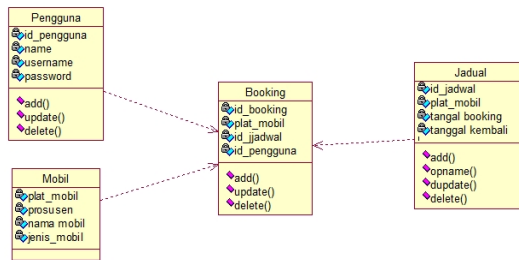 Pengguna
id_pengguna
name
username
password
add()
update()
delete()
Mobil
plat_mobil
prosusen
nama mobil
jenis_mobil
Booking
id_booking
plat_mobil
id_jjadwal
id_pengguna
add()
update()
delete()
Jadual
id_jadwal
plat_mobil
tangal booking
tanggal kembali
add()
opname()
dupdate()
delete()